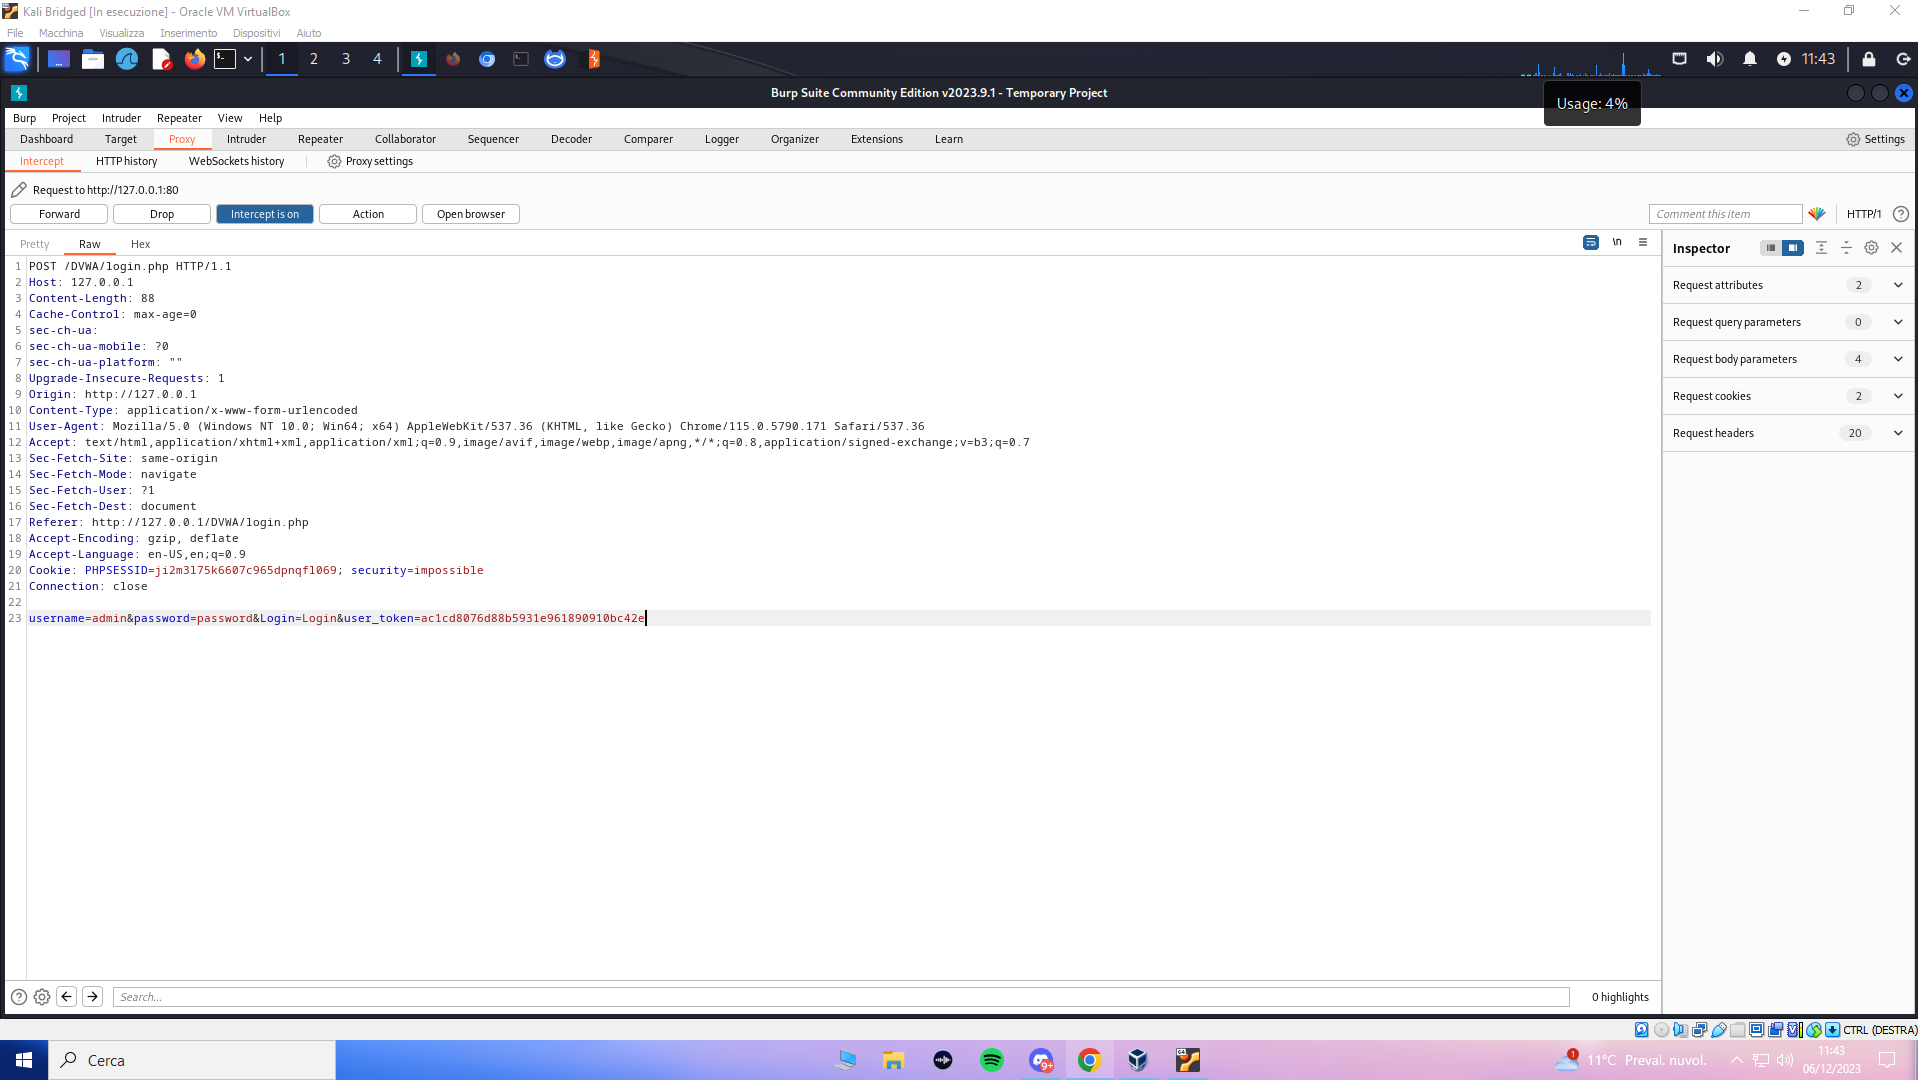 Kali Bridged [In esecuzione] - Oracle VM VirtualBox
File Macchina Visualizza Inserimento Dispositivi Aiuto
1 2 3 4 11:43
Burp Suite Community Edition v2023.9.1 - Temporary Project
Usage: 4%
Burp Project Intruder Repeater View Help
Dashboard Target Proxy Intruder Repeater Collaborator Sequencer Decoder Comparer Logger Organizer Extensions Learn Settings
Intercept HTTP history WebSockets history Proxy settings
Request to http://127.0.0.1:80
Forward Drop Intercept is on Action Open browser Comment this item HTTP/1
Pretty Raw Hex \n
Inspector
Request attributes 2
Request query parameters 0
Request body parameters 4
Request cookies 2
Request headers 20
1 POST /DVWA/login.php HTTP/1.1
2 Host: 127.0.0.1
3 Content-Length: 88
4 Cache-Control: max-age=0
5 sec-ch-ua:
6 sec-ch-ua-mobile: ?0
7 sec-ch-ua-platform: ""
8 Upgrade-Insecure-Requests: 1
9 Origin: http://127.0.0.1
10 Content-Type: application/x-www-form-urlencoded
11 User-Agent: Mozilla/5.0 (Windows NT 10.0; Win64; x64) AppleWebKit/537.36 (KHTML, like Gecko) Chrome/115.0.5790.171 Safari/537.36
12 Accept: text/html,application/xhtml+xml,application/xml;q=0.9,image/avif,image/webp,image/apng,*/*;q=0.8,application/signed-exchange;v=b3;q=0.7
13 Sec-Fetch-Site: same-origin
14 Sec-Fetch-Mode: navigate
15 Sec-Fetch-User: ?1
16 Sec-Fetch-Dest: document
17 Referer: http://127.0.0.1/DVWA/login.php
18 Accept-Encoding: gzip, deflate
19 Accept-Language: en-US,en;q=0.9
20 Cookie: PHPSESSID=ji2m3l75k6607c965dpnqfl069; security=impossible
21 Connection: close
22
23 username=admin&password=password&Login=Login&user_token=ac1cd8076d88b5931e961890910bc42e
Search... 0 highlights
CTRL (DESTRA)
Cerca 9+ 1 11°C Preval. nuvol. 11:43
06/12/2023